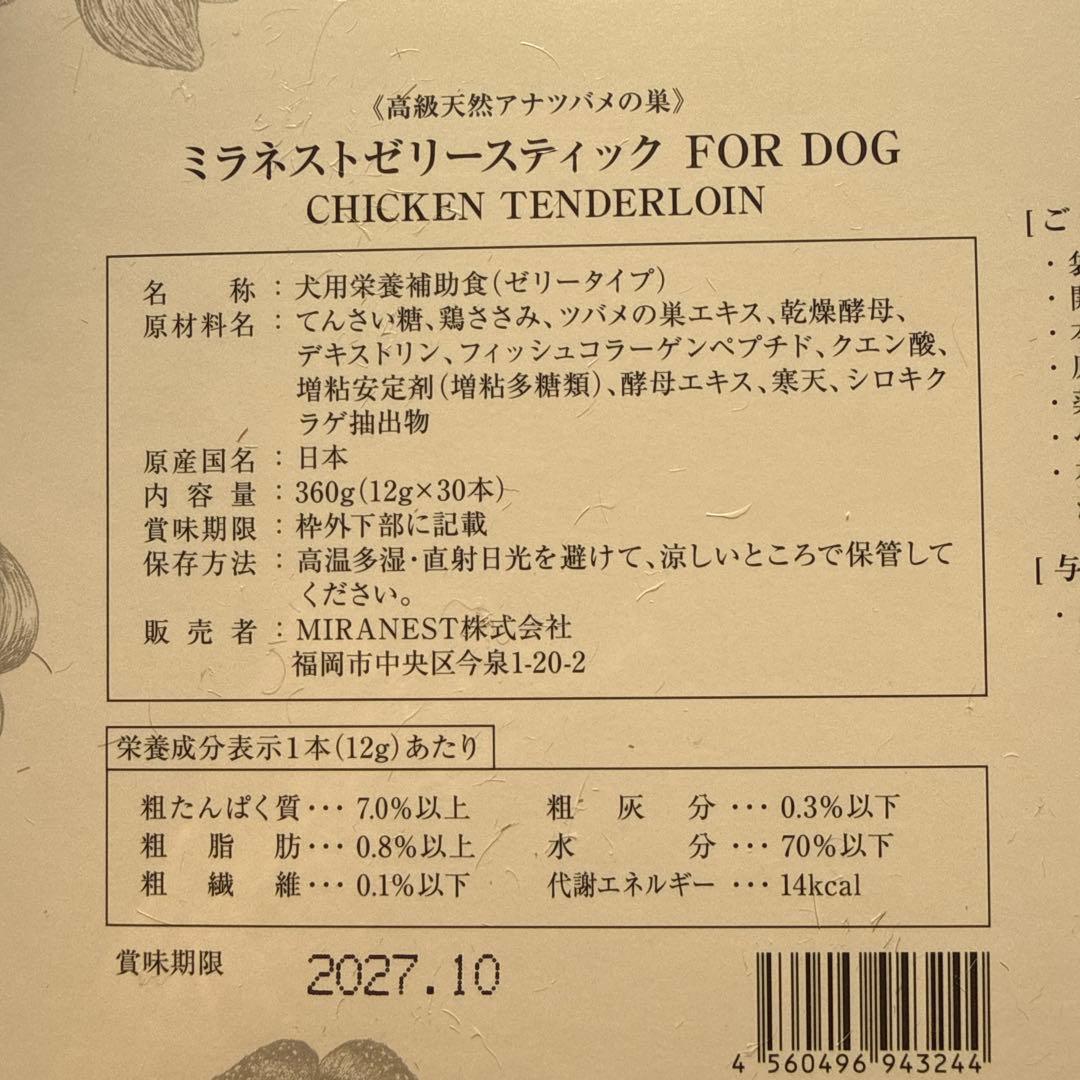 《高級天然アナツバメの巣》
ミラネストゼリースティック FOR DOG
CHICKEN TENDERLOIN
名称：犬用栄養補助食(ゼリータイプ)
原材料名：てんさい糖、鶏ささみ、ツバメの巣エキス、乾燥酵母、
デキストリン、フィッシュコラーゲンペプチド、クエン酸、
増粘安定剤(増粘多糖類)、酵母エキス、寒天、シロキク
ラゲ抽出物
原産国名：日本
内容量：360g(12g×30本)
賞味期限：枠外下部に記載
保存方法：高温多湿・直射日光を避けて、涼しいところで保管して
ください。
販売者：MIRANEST株式会社
福岡市中央区今泉1-20-2
栄養成分表示1本(12g)あたり
粗たんぱく質･･･7.0%以上 粗灰分･･･0.3%以下
粗脂肪･･･0.8%以上 水分･･･70%以下
粗繊維･･･0.1%以下 代謝エネルギー･･･14kcal
賞味期限 2027.10
4 560496 943244
[ご
[与